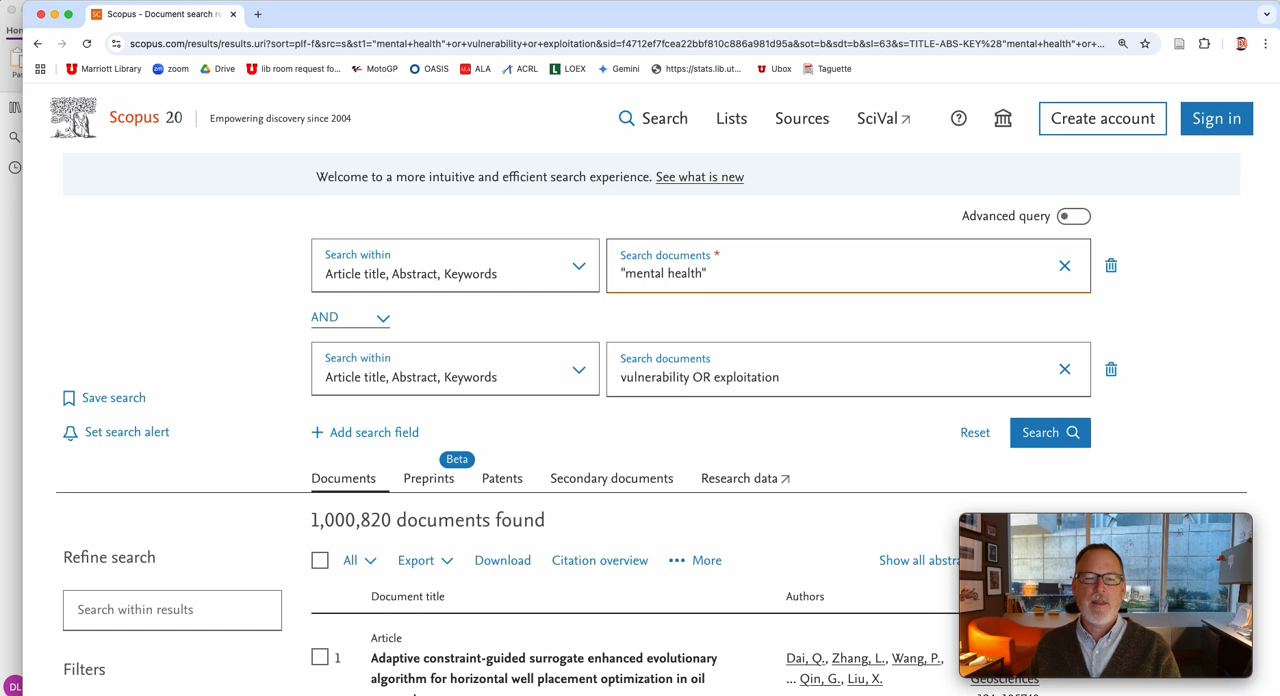 Scopus - Document search re
scopus.com/results/results.uri?sort=plf-f&src=s&st1="mental+health"+or+vulnerability+or+exploitation&sid=f4712ef7fcea22bbf810c886a981d95a&sot=b&sdt=b&sl=63&s=TITLE-ABS-KEY%28"mental+health"+or+...
Marriott Library zoom Drive lib room request fo... MotoGP OASIS ALA ACRL LOEX Gemini https://stats.lib.ut... Ubox Taguette
Scopus 20 Empowering discovery since 2004 Search Lists Sources SciVal Create account Sign in
Welcome to a more intuitive and efficient search experience. See what is new
Advanced query
Search within
Article title, Abstract, Keywords
Search documents *
"mental health"
AND
Search within
Article title, Abstract, Keywords
Search documents
vulnerability OR exploitation
Save search
Set search alert
+ Add search field
Reset Search
Beta
Documents Preprints Patents Secondary documents Research data
1,000,820 documents found
Refine search
Search within results
Filters
All Export Download Citation overview ••• More Show all abstra
Document title Authors
Article
1 Adaptive constraint-guided surrogate enhanced evolutionary
algorithm for horizontal well placement optimization in oil
Dai, Q., Zhang, L., Wang, P.,
... Qin, G., Liu, X.
Geosciences
DL